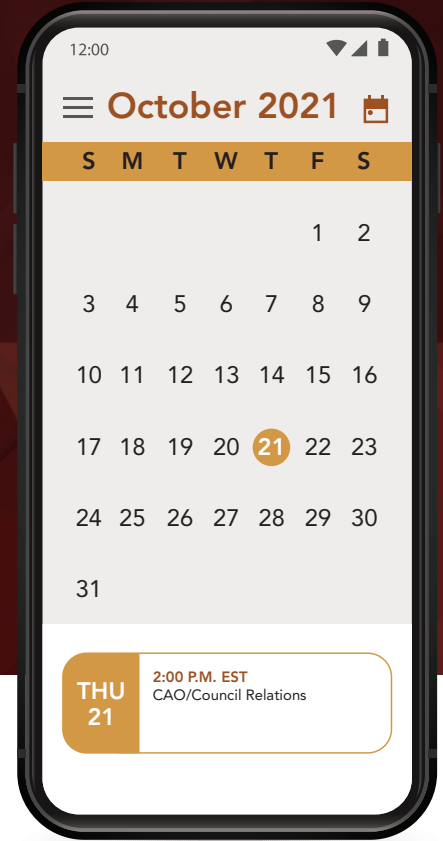 12:00
October 2021
S M T W T F S
1 2
3 4 5 6 7 8 9
10 11 12 13 14 15 16
17 18 19 20 21 22 23
24 25 26 27 28 29 30
31
THU
21
2:00 P.M. EST
CAO/Council Relations